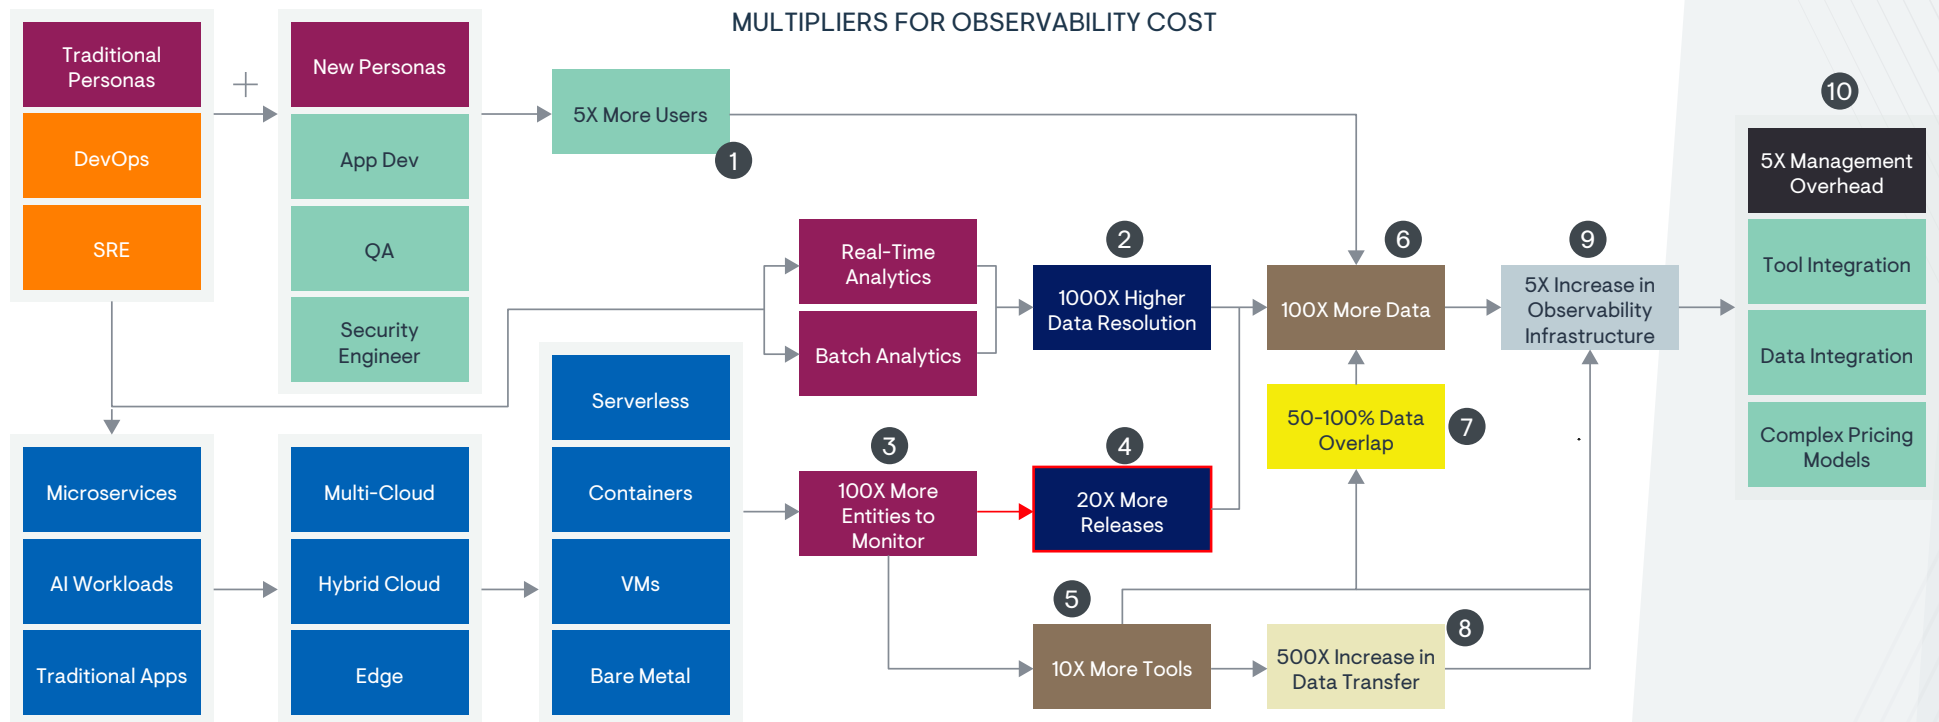 MULTIPLIERS FOR OBSERVABILITY COST
Traditional
Personas
DevOps
SRE
New Personas
App Dev
QA
Security
Engineer
5X More Users
1
Real-Time
Analytics
Batch Analytics
2
1000X Higher
Data Resolution
6
100X More Data
9
5X Increase in
Observability
Infrastructure
10
5X Management
Overhead
Tool Integration
Data Integration
Complex Pricing
Models
Microservices
AI Workloads
Traditional Apps
Multi-Cloud
Hybrid Cloud
Edge
Serverless
Containers
VMs
Bare Metal
3
100X More
Entities to
Monitor
4
20X More
Releases
50-100% Data
Overlap
7
5
10X More Tools
8
500X Increase in
Data Transfer